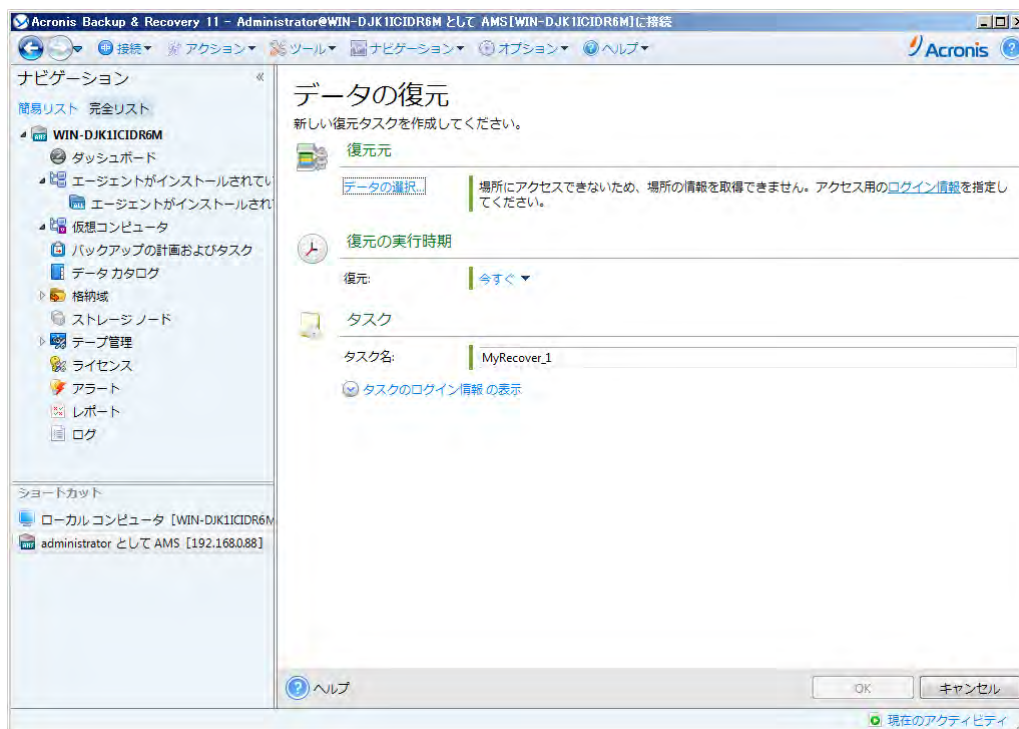 Acronis Backup & Recovery 11 - Administrator@WIN-DJK1ICIDR6M として AMS[WIN-DJK1ICIDR6M]に接続
接続 アクション ツール ナビゲーション オプション ヘルプ
Acronis
ナビゲーション
簡易リスト 完全リスト
WIN-DJK1ICIDR6M
ダッシュボード
エージェントがインストールされてい
エージェントがインストールされ
仮想コンピュータ
バックアップの計画およびタスク
データ カタログ
格納域
ストレージ ノード
テープ管理
ライセンス
アラート
レポート
ログ
ショートカット
ローカル コンピュータ [WIN-DJK1ICIDR6M
administrator として AMS [192.168.0.88]
データの復元
新しい復元タスクを作成してください。
復元元
データの選択...
場所にアクセスできないため、場所の情報を取得できません。アクセス用のログイン情報を指定し
てください。
復元の実行時期
復元:
今すぐ
タスク
タスク名:
MyRecover_1
タスクのログイン情報 の表示
ヘルプ
OK
キャンセル
現在のアクティビティ